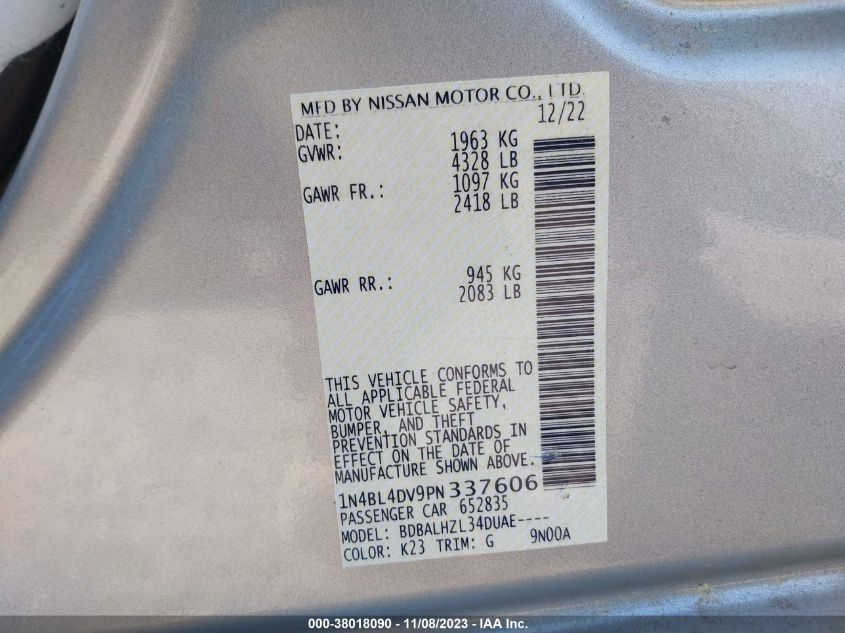 MFD BY NISSAN MOTOR CO., LTD.
DATE: 12/22
GVWR: 1963 KG
4328 LB
GAWR FR.: 1097 KG
2418 LB
GAWR RR.: 945 KG
2083 LB
THIS VEHICLE CONFORMS TO
ALL APPLICABLE FEDERAL
MOTOR VEHICLE SAFETY,
BUMPER, AND THEFT
PREVENTION STANDARDS IN
EFFECT ON THE DATE OF
MANUFACTURE SHOWN ABOVE.
1N4BL4DV9PN337606
PASSENGER CAR 652835
MODEL: BDBALHZL34DUAE----
COLOR: K23 TRIM: G 9N00A
000-38018090 - 11/08/2023 - IAA Inc.